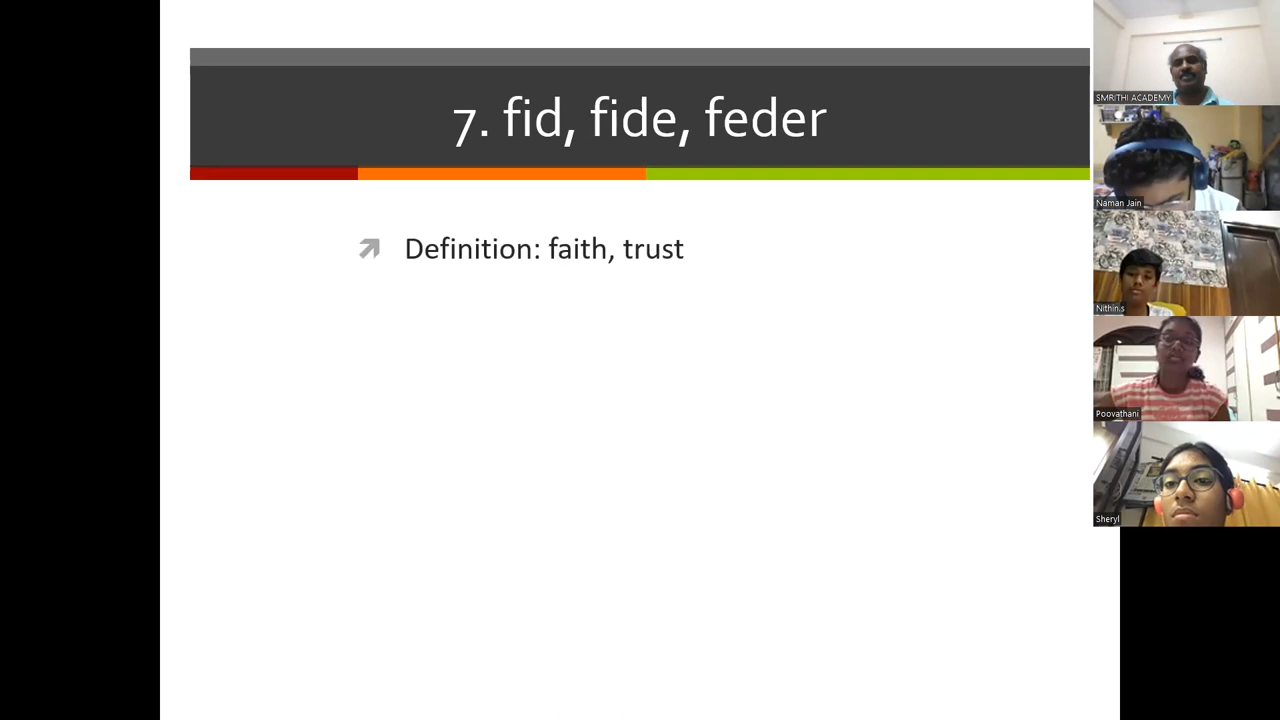 7. fid, fide, feder
Definition: faith, trust
SMRITHI ACADEMY
Naman Jain
Nithin.s
Poovathani
Sheryl